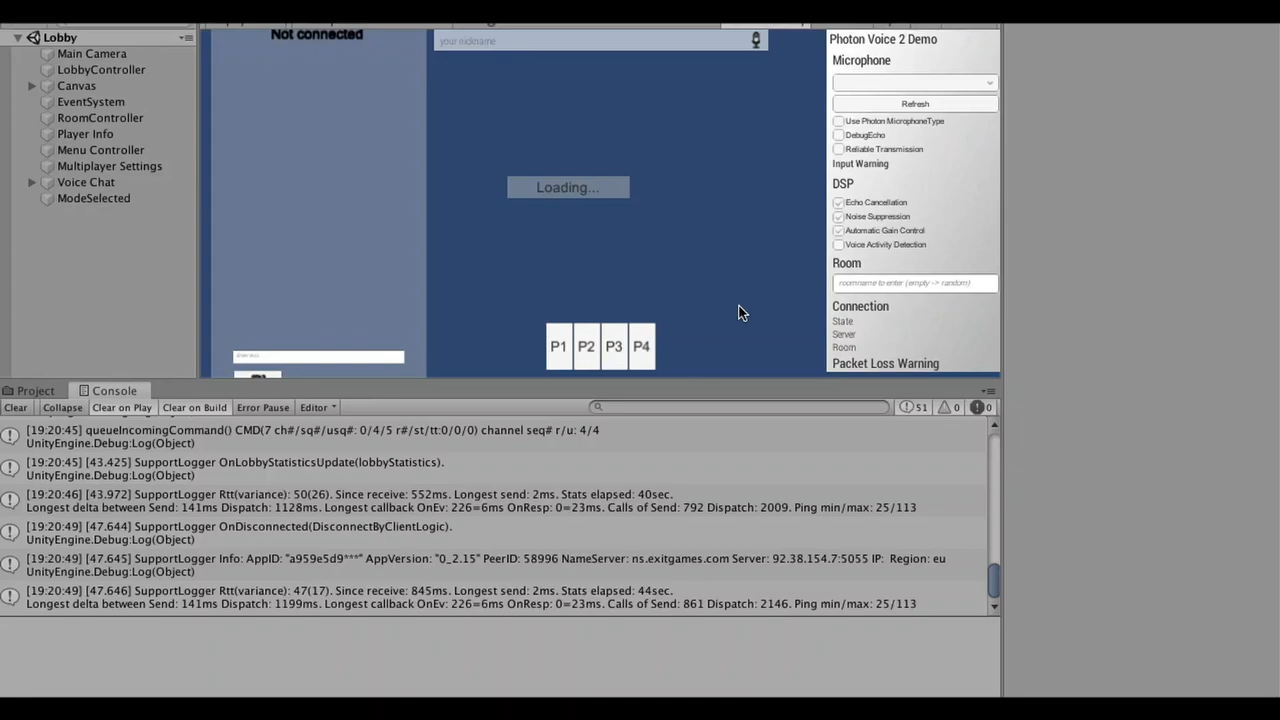 Lobby
Main Camera
LobbyController
Canvas
EventSystem
RoomController
Player Info
Menu Controller
Multiplayer Settings
Voice Chat
ModeSelected
Not connected
your nickname
Loading...
P1 P2 P3 P4
Photon Voice 2 Demo
Microphone
Refresh
Use Photon MicrophoneType
DebugEcho
Reliable Transmission
Input Warning
DSP
Echo Cancellation
Noise Suppression
Automatic Gain Control
Voice Activity Detection
Room
roomname to enter (empty -> random)
Connection
State
Server
Room
Packet Loss Warning
Project Console
Clear Collapse Clear on Play Clear on Build Error Pause Editor 51 0 0
[19:20:45] queueIncomingCommand() CMD(7 ch#/sq#/usq#: 0/4/5 r#/st/tt:0/0/0) channel seq# r/u: 4/4
UnityEngine.Debug:Log(Object)
[19:20:45] [43.425] SupportLogger OnLobbyStatisticsUpdate(lobbyStatistics).
UnityEngine.Debug:Log(Object)
[19:20:46] [43.972] SupportLogger Rtt(variance): 50(26). Since receive: 552ms. Longest send: 2ms. Stats elapsed: 40sec.
Longest delta between Send: 141ms Dispatch: 1128ms. Longest callback OnEv: 226=6ms OnResp: 0=23ms. Calls of Send: 792 Dispatch: 2009. Ping min/max: 25/113
[19:20:49] [47.644] SupportLogger OnDisconnected(DisconnectByClientLogic).
UnityEngine.Debug:Log(Object)
[19:20:49] [47.645] SupportLogger Info: AppID: "a959e5d9***" AppVersion: "0_2.15" PeerID: 58996 NameServer: ns.exitgames.com Server: 92.38.154.7:5055 IP: Region: eu
UnityEngine.Debug:Log(Object)
[19:20:49] [47.646] SupportLogger Rtt(variance): 47(17). Since receive: 845ms. Longest send: 2ms. Stats elapsed: 44sec.
Longest delta between Send: 141ms Dispatch: 1199ms. Longest callback OnEv: 226=6ms OnResp: 0=23ms. Calls of Send: 861 Dispatch: 2146. Ping min/max: 25/113